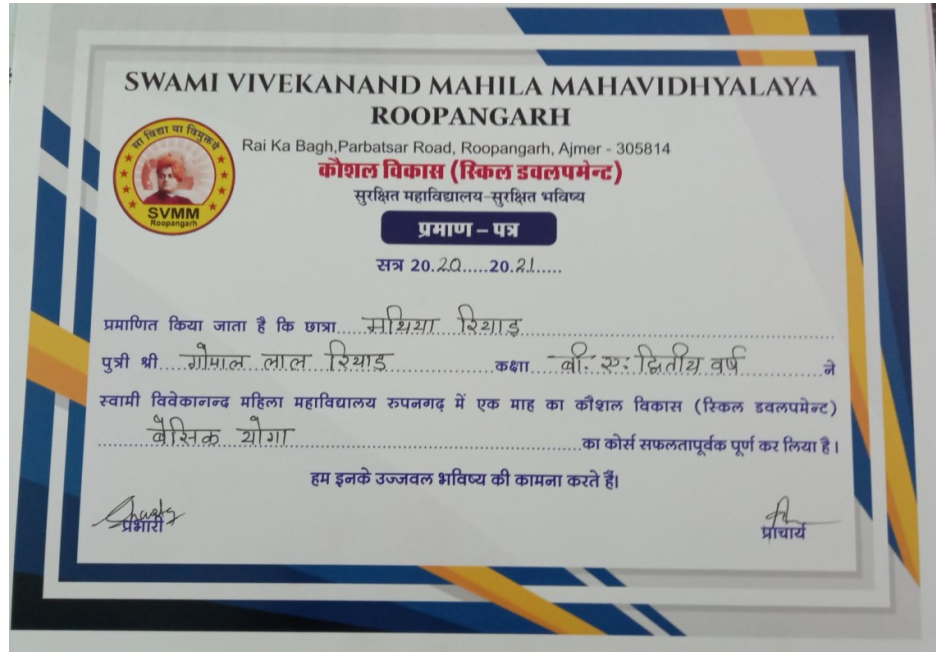 SWAMI VIVEKANAND MAHILA MAHAVIDHYALAYA
ROOPANGARH
Rai Ka Bagh,Parbatsar Road, Roopangarh, Ajmer - 305814
सा विद्या या विमुक्तये
SVMM
Roopangarh
कौशल विकास (स्किल डवलपमेन्ट)
सुरक्षित महाविद्यालय-सुरक्षित भविष्य
प्रमाण – पत्र
सत्र 20.20.....20.21......
प्रमाणित किया जाता है कि छात्रा.... रियाड़
पुत्री श्री....गोपाल लाल रियाड़ कक्षा....बी. ए. द्वितीय वर्ष ने
स्वामी विवेकानन्द महिला महाविद्यालय रुपनगढ़ में एक माह का कौशल विकास (स्किल डवलपमेन्ट)
बेसिक योगा का कोर्स सफलतापूर्वक पूर्ण कर लिया है।
हम इनके उज्जवल भविष्य की कामना करते हैं।
प्रभारी
प्राचार्य